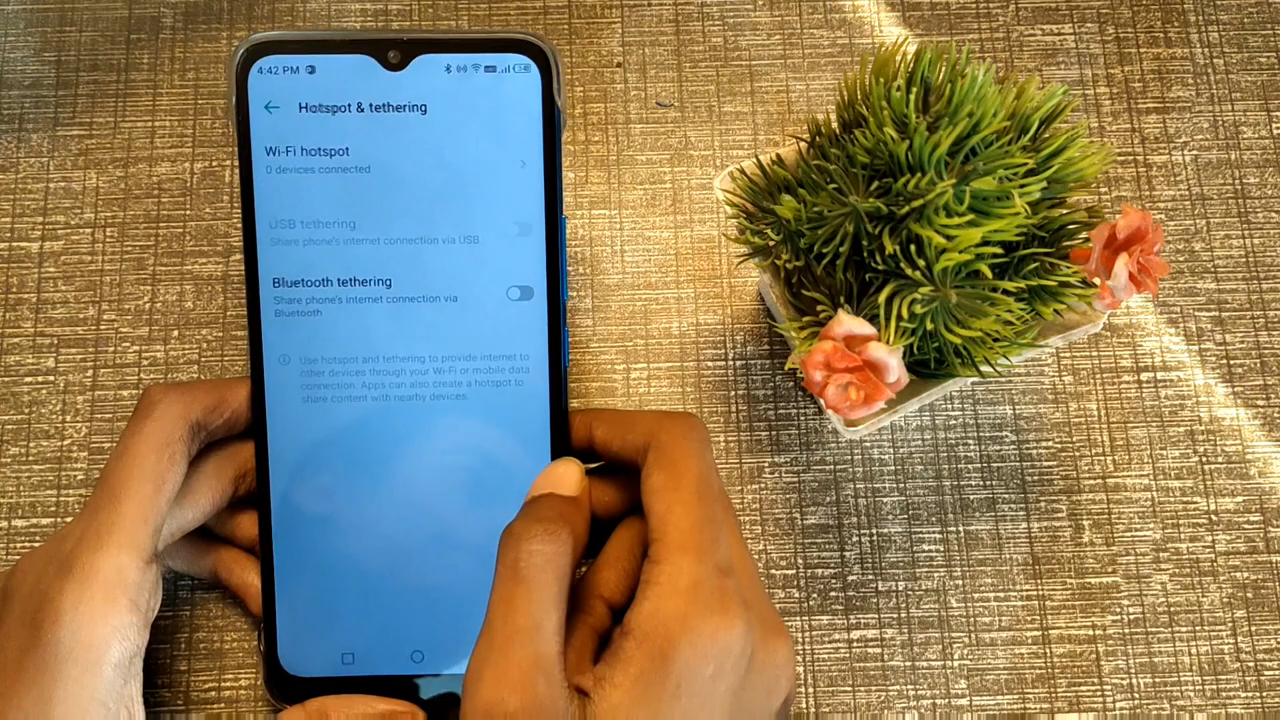 4:42 PM
Hotspot & tethering
Wi-Fi hotspot
0 devices connected
USB tethering
Share phone's internet connection via USB
Bluetooth tethering
Share phone's internet connection via
Bluetooth
Use hotspot and tethering to provide internet to
other devices through your Wi-Fi or mobile data
connection. Apps can also create a hotspot to
share content with nearby devices.